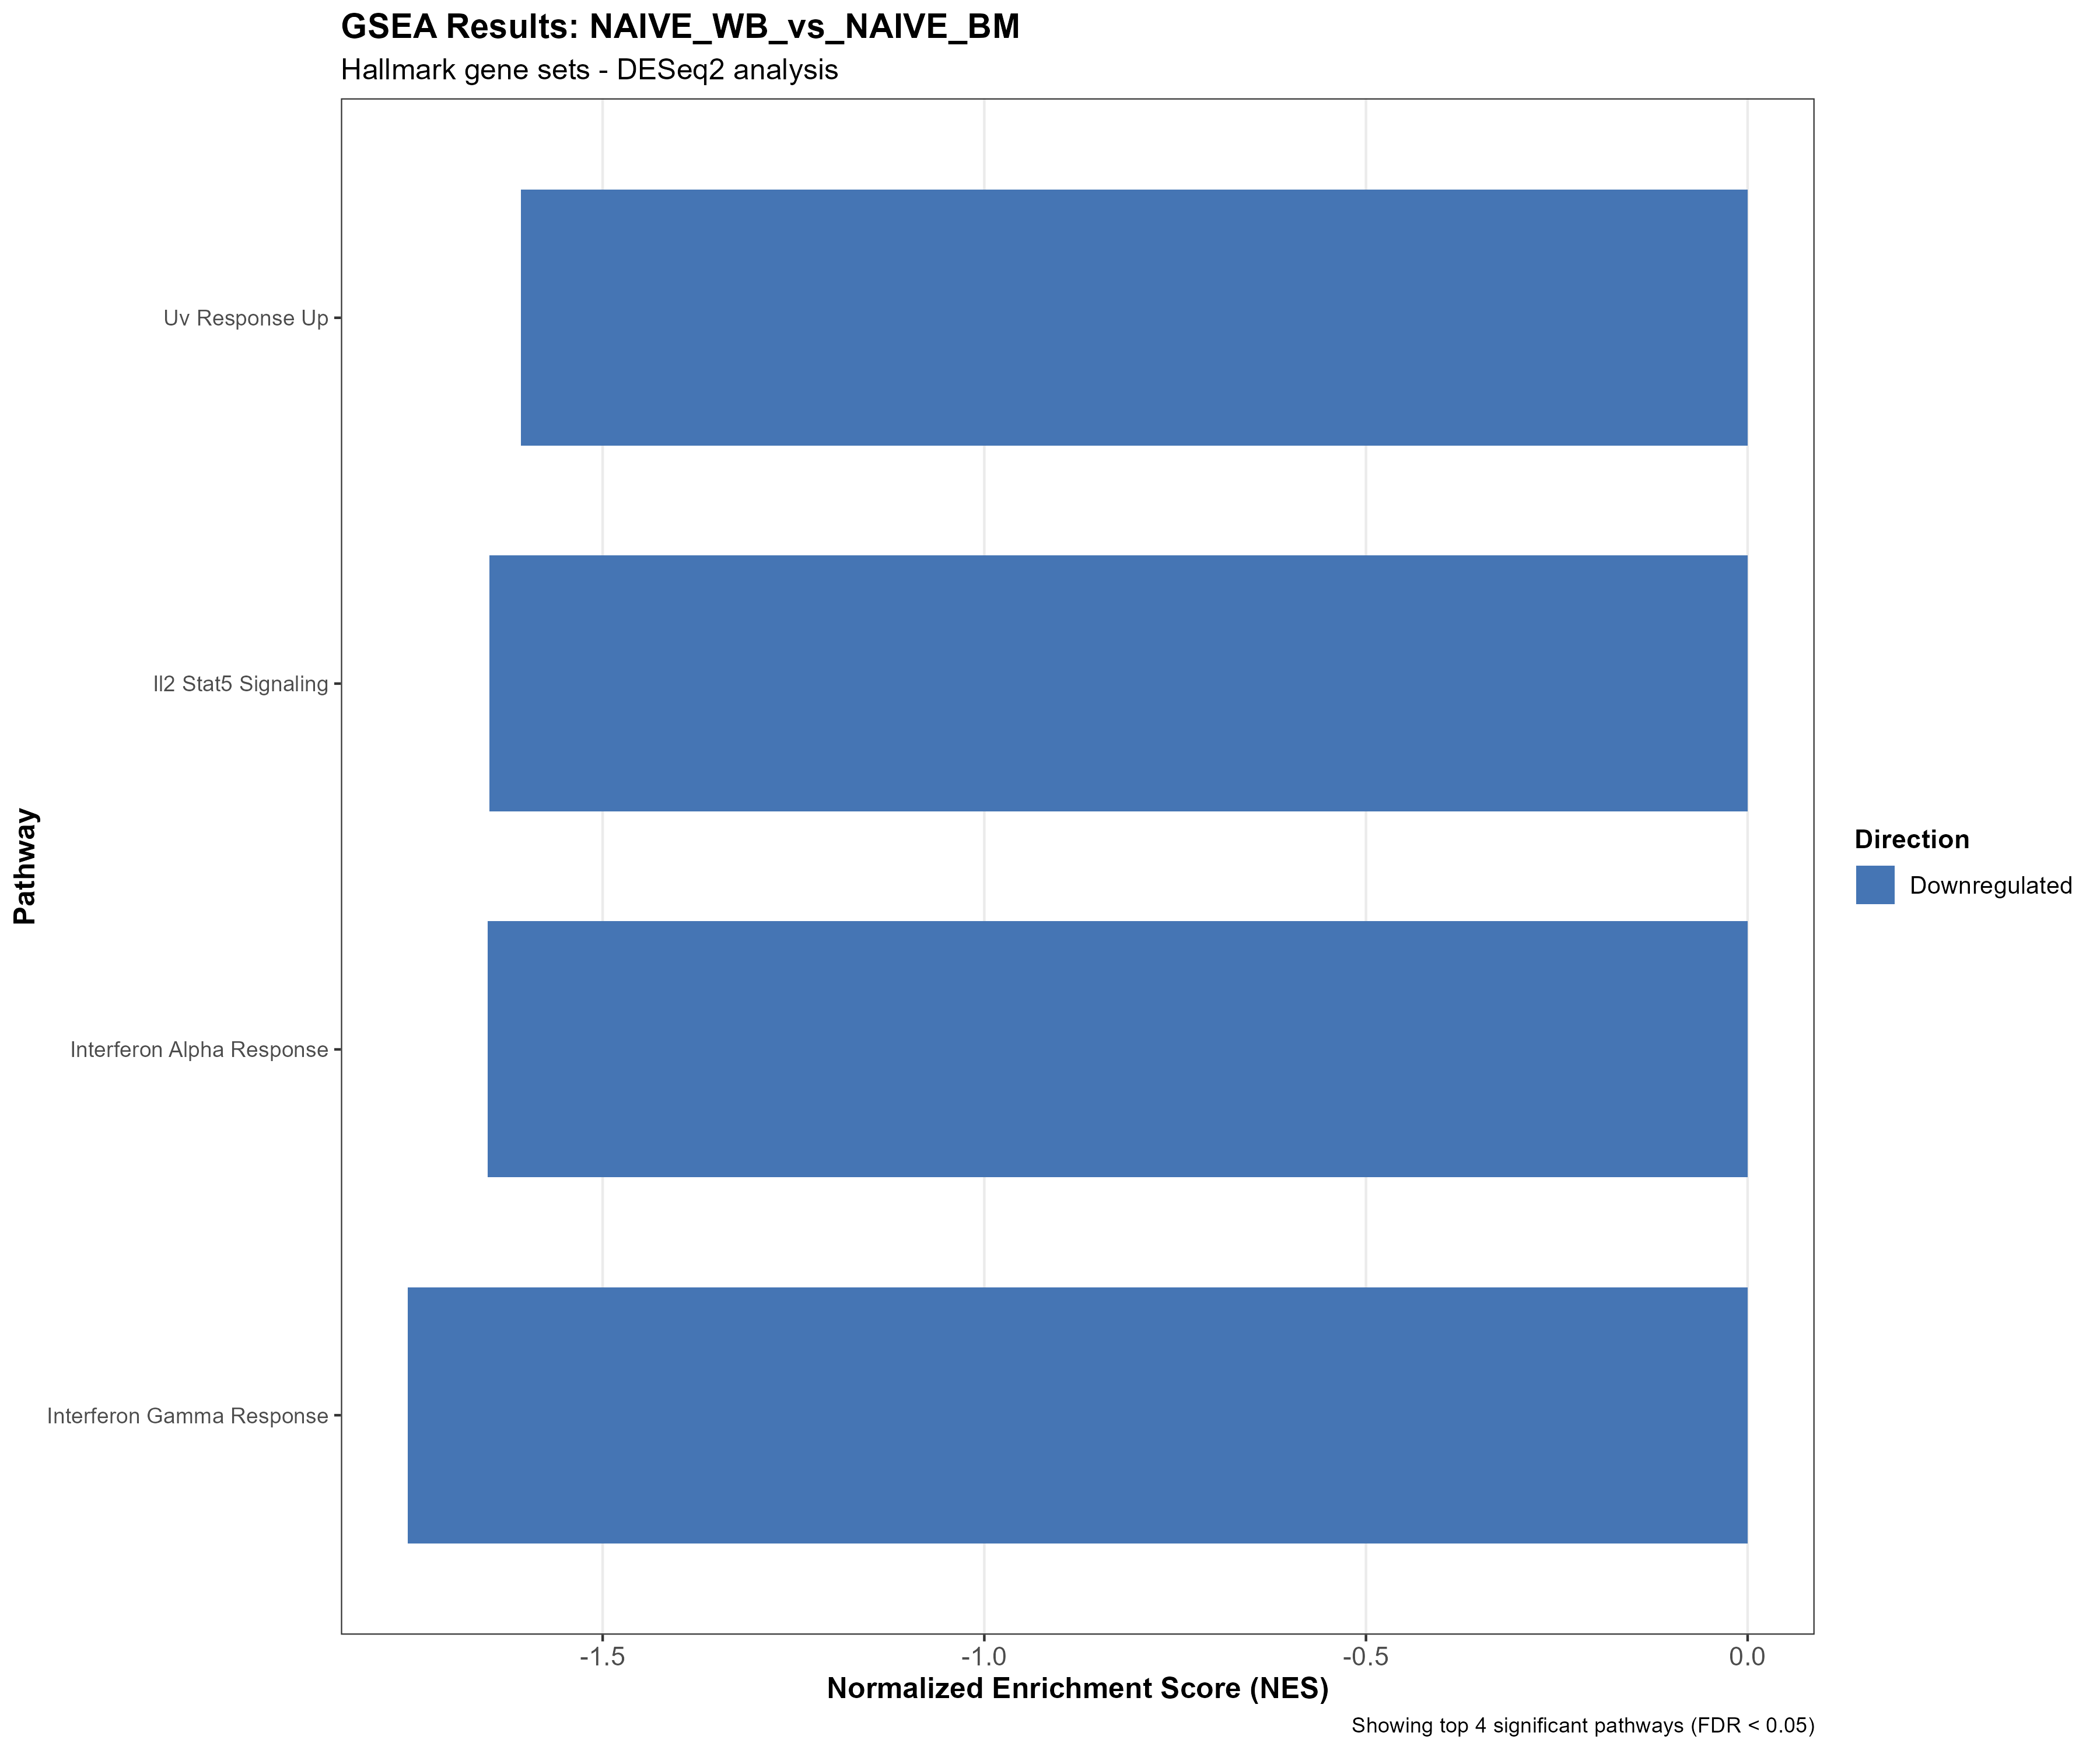 GSEA Results: NAIVE_WB_vs_NAIVE_BM
Hallmark gene sets - DESeq2 analysis
Pathway
Uv Response Up
Il2 Stat5 Signaling
Interferon Alpha Response
Interferon Gamma Response
-1.5
-1.0
-0.5
0.0
Normalized Enrichment Score (NES)
Showing top 4 significant pathways (FDR < 0.05)
Direction
Downregulated